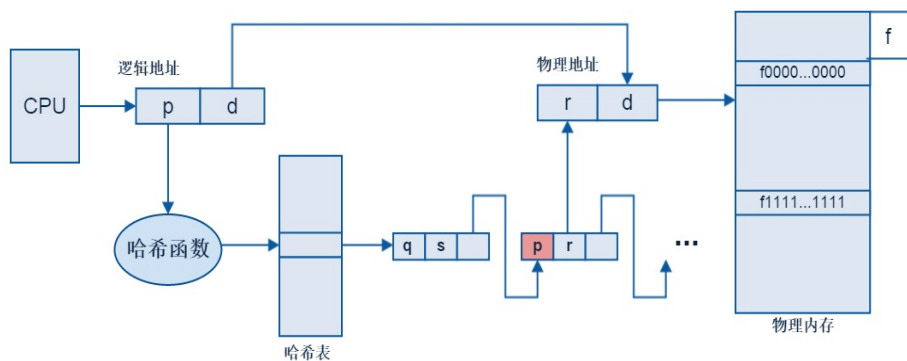 f
逻辑地址
物理地址
f0000...0000
CPU
p
d
r
d
f1111...1111
哈希函数
q
s
p
r
...
物理内存
哈希表